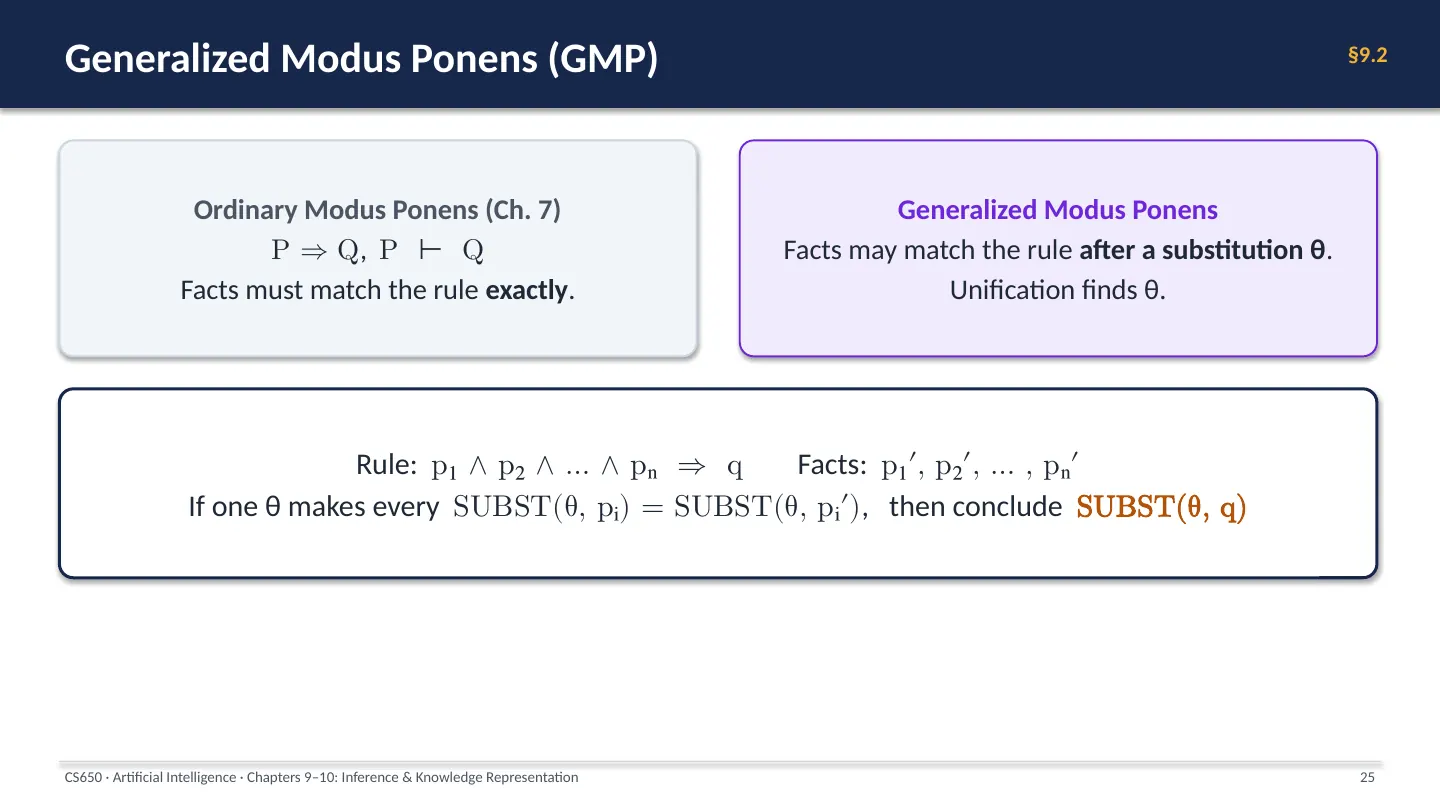 Generalized Modus Ponens (GMP)
§9.2
Ordinary Modus Ponens (Ch. 7)
P ⇒ Q, P ⊢ Q
Facts must match the rule exactly.
Generalized Modus Ponens
Facts may match the rule after a substitution θ.
Unification finds θ.
Rule: p₁ ∧ p₂ ∧ ... ∧ pₙ ⇒ q Facts: p₁′, p₂′, ... , pₙ′
If one θ makes every SUBST(θ, pᵢ) = SUBST(θ, pᵢ′), then conclude SUBST(θ, q)
CS650 · Artificial Intelligence · Chapters 9–10: Inference & Knowledge Representation
25